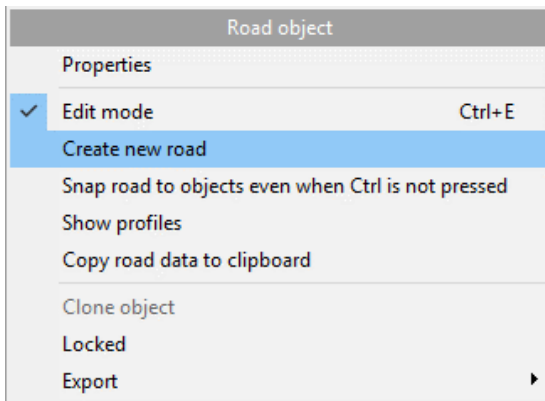 Road object
Properties
Edit mode Ctrl+E
Create new road
Snap road to objects even when Ctrl is not pressed
Show profiles
Copy road data to clipboard
Clone object
Locked
Export